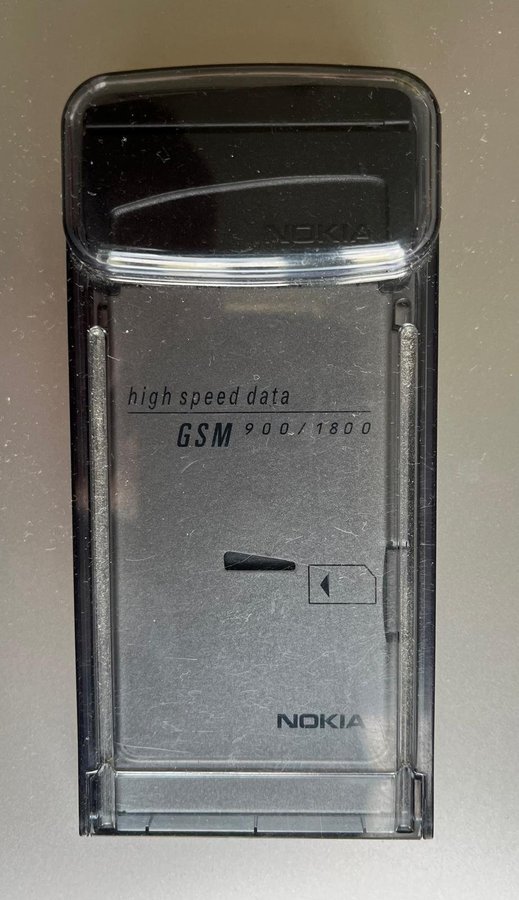 NOKIA
high speed data
GSM 900/1800
NOKIA